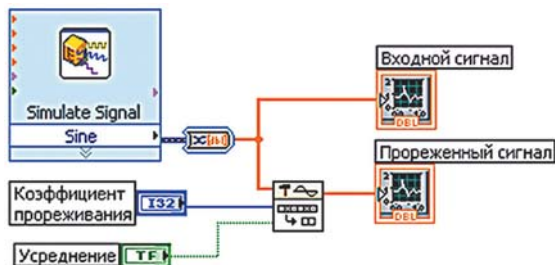 Входной сигнал
DBL
Simulate Signal
Sine
Прореженный сигнал
DBL
Коэффициент
прореживания
I32
Усреднение
TF